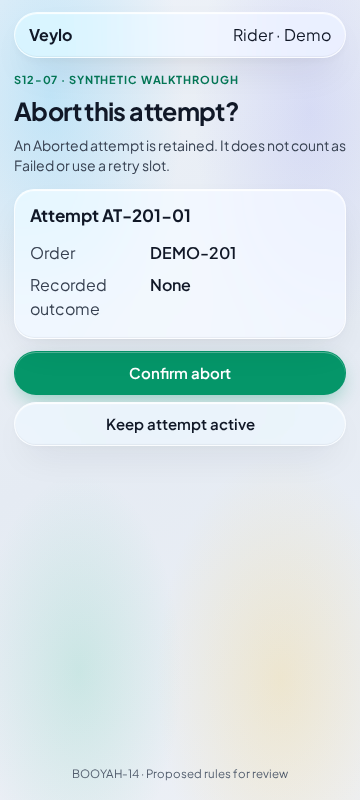 Veylo
Rider · Demo
S12-07 · SYNTHETIC WALKTHROUGH
Abort this attempt?
An Aborted attempt is retained. It does not count as
Failed or use a retry slot.
Attempt AT-201-01
Order DEMO-201
Recorded outcome None
Confirm abort
Keep attempt active
BOOYAH-14 · Proposed rules for review